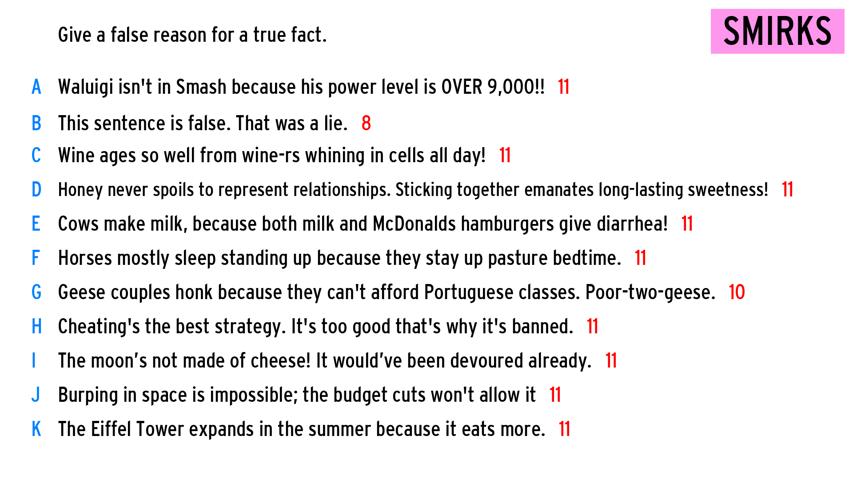 SMIRKS
Give a false reason for a true fact.
A Waluigi isn't in Smash because his power level is OVER 9,000!! 11
B This sentence is false. That was a lie. 8
C Wine ages so well from wine-rs whining in cells all day! 11
D Honey never spoils to represent relationships. Sticking together emanates long-lasting sweetness! 11
E Cows make milk, because both milk and McDonalds hamburgers give diarrhea! 11
F Horses mostly sleep standing up because they stay up pasture bedtime. 11
G Geese couples honk because they can't afford Portuguese classes. Poor-two-geese. 10
H Cheating's the best strategy. It's too good that's why it's banned. 11
I The moon’s not made of cheese! It would’ve been devoured already. 11
J Burping in space is impossible; the budget cuts won't allow it 11
K The Eiffel Tower expands in the summer because it eats more. 11